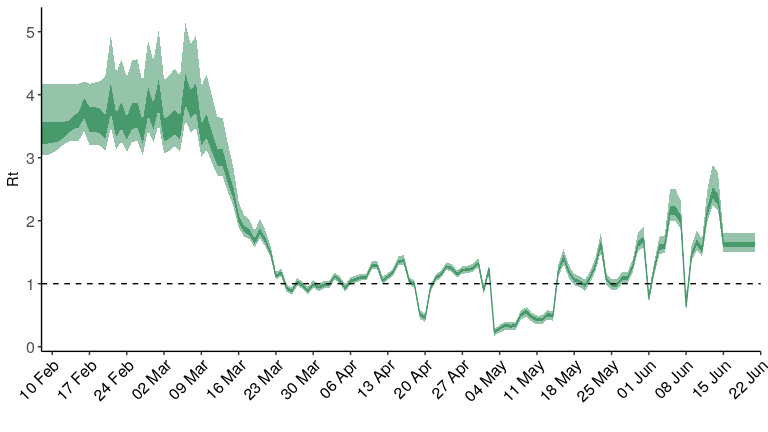 5
4
3
2
1
0
Rt
10 Feb
17 Feb
24 Feb
02 Mar
09 Mar
16 Mar
23 Mar
30 Mar
06 Apr
13 Apr
20 Apr
27 Apr
04 May
11 May
18 May
25 May
01 Jun
08 Jun
15 Jun
22 Jun